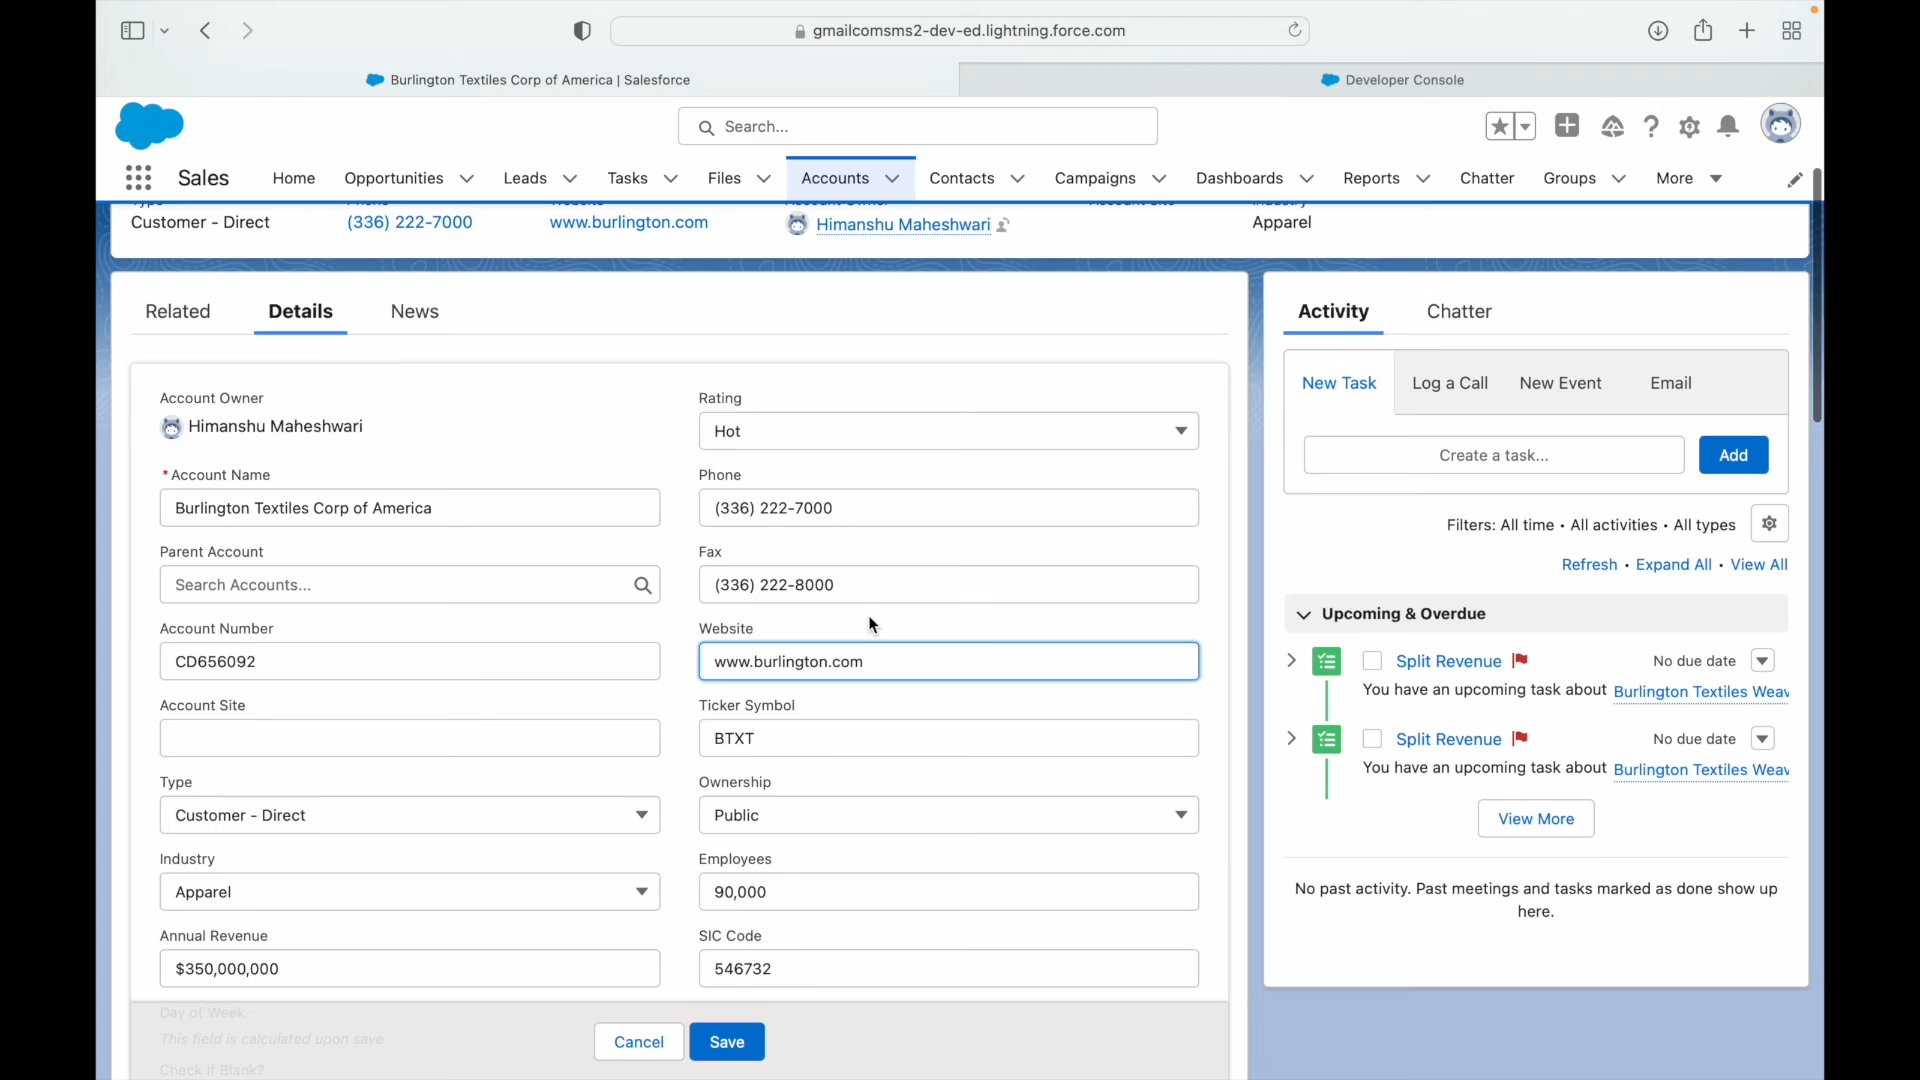 gmailcomsms2-dev-ed.lightning.force.com
Burlington Textiles Corp of America | Salesforce
Developer Console
Search...
Sales
Home
Opportunities
Leads
Tasks
Files
Accounts
Contacts
Campaigns
Dashboards
Reports
Chatter
Groups
More
Customer - Direct
(336) 222-7000
www.burlington.com
Himanshu Maheshwari
Apparel
Related
Details
News
Account Owner
Himanshu Maheshwari
Rating
Hot
* Account Name
Burlington Textiles Corp of America
Phone
(336) 222-7000
Parent Account
Search Accounts...
Fax
(336) 222-8000
Account Number
CD656092
Website
www.burlington.com
Account Site
Ticker Symbol
BTXT
Type
Customer - Direct
Ownership
Public
Industry
Apparel
Employees
90,000
Annual Revenue
$350,000,000
SIC Code
546732
Day of Week
This field is calculated upon save
Check If Blank?
Cancel
Save
Activity
Chatter
New Task
Log a Call
New Event
Email
Create a task...
Add
Filters: All time • All activities • All types
Refresh • Expand All • View All
Upcoming & Overdue
Split Revenue
No due date
You have an upcoming task about Burlington Textiles Weav
Split Revenue
No due date
You have an upcoming task about Burlington Textiles Weav
View More
No past activity. Past meetings and tasks marked as done show up
here.